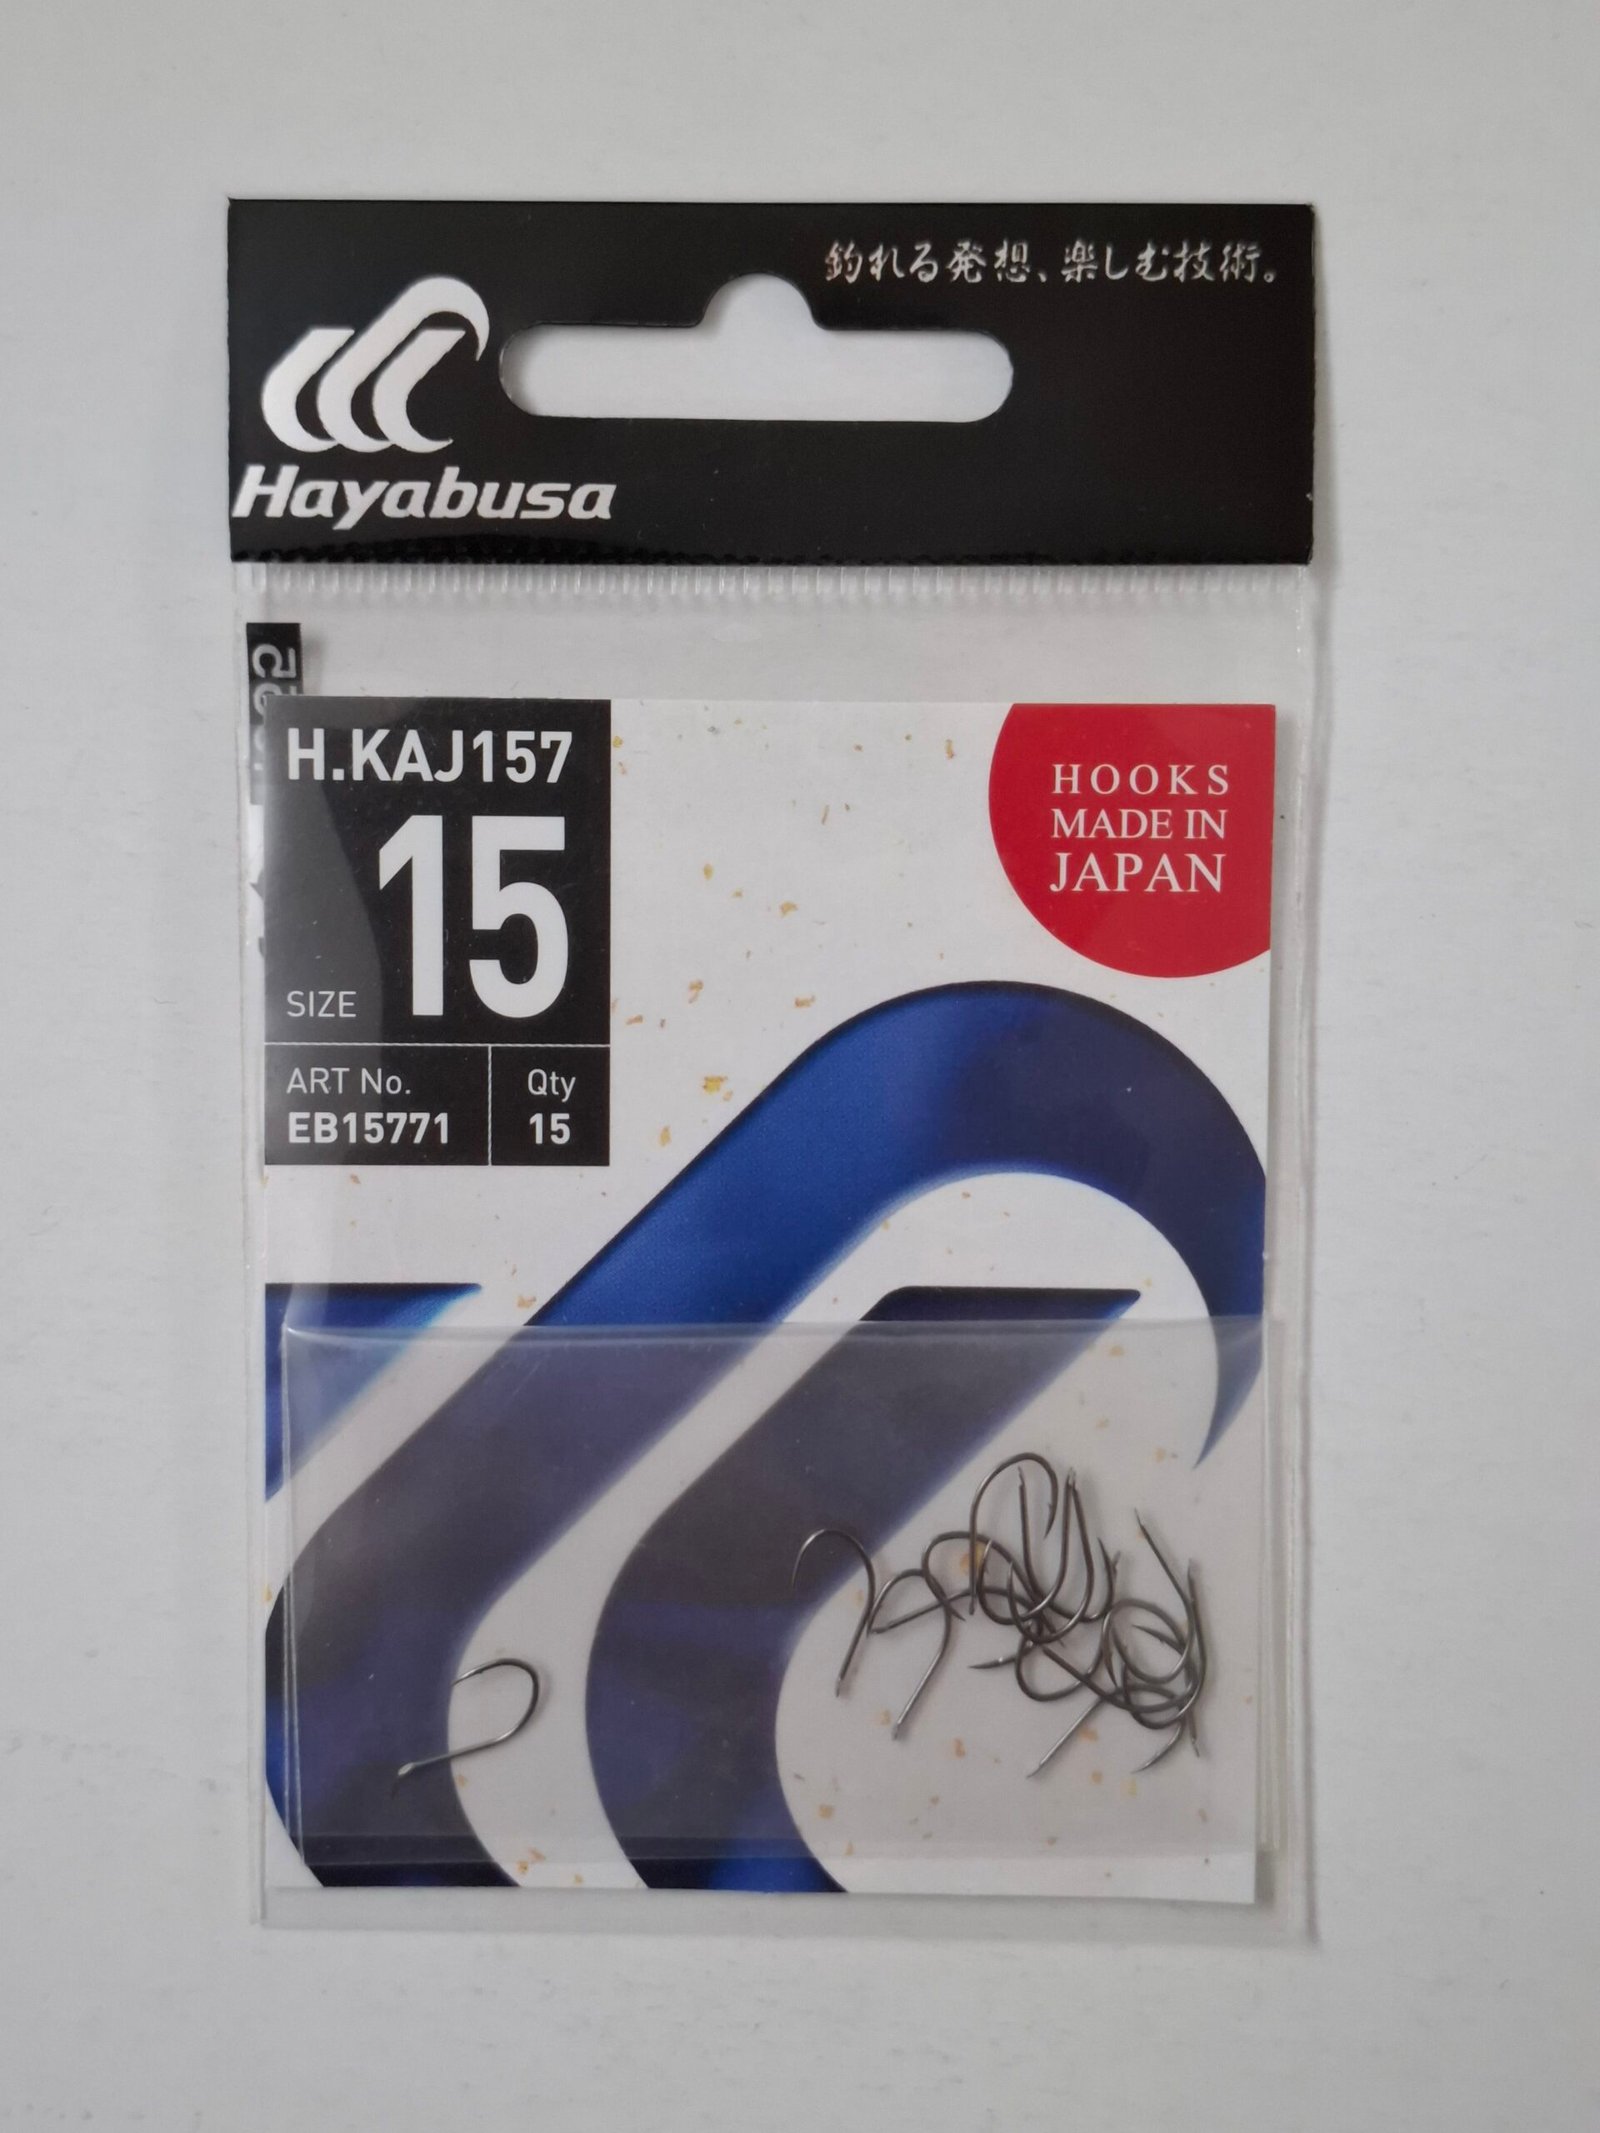 釣れる発想、楽しむ技術。
Hayabusa
H.KAJ157
15
SIZE
ART No.
EB15771
Qty
15
HOOKS
MADE IN
JAPAN